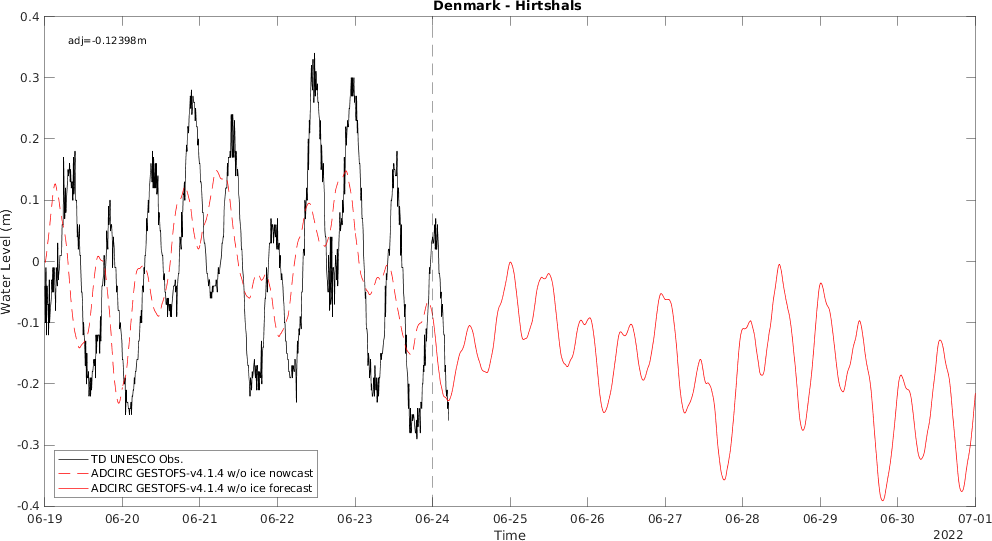 Denmark - Hirtshals
adj=-0.12398m
Water Level (m)
0.4
0.3
0.2
0.1
0
-0.1
-0.2
-0.3
-0.4
TD UNESCO Obs.
ADCIRC GESTOFS-v4.1.4 w/o ice nowcast
ADCIRC GESTOFS-v4.1.4 w/o ice forecast
06-19 06-20 06-21 06-22 06-23 06-24 06-25 06-26 06-27 06-28 06-29 06-30 07-01
Time
2022